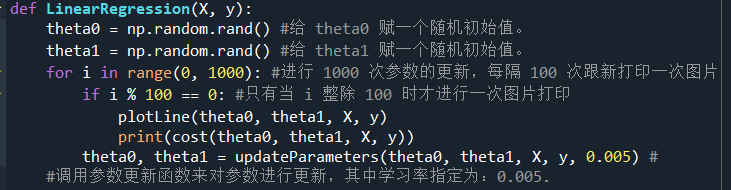 def LinearRegression(X, y):
    theta0 = np.random.rand() #给 theta0 赋一个随机初始值。
    theta1 = np.random.rand() #给 theta1 赋一个随机初始值。
    for i in range(0, 1000): #进行 1000 次参数的更新，每隔 100 次跟新打印一次图片
        if i % 100 == 0: #只有当 i 整除 100 时才进行一次图片打印
            plotLine(theta0, theta1, X, y)
            print(cost(theta0, theta1, X, y))
        theta0, theta1 = updateParameters(theta0, theta1, X, y, 0.005) #
    #调用参数更新函数来对参数进行更新，其中学习率指定为：0.005.